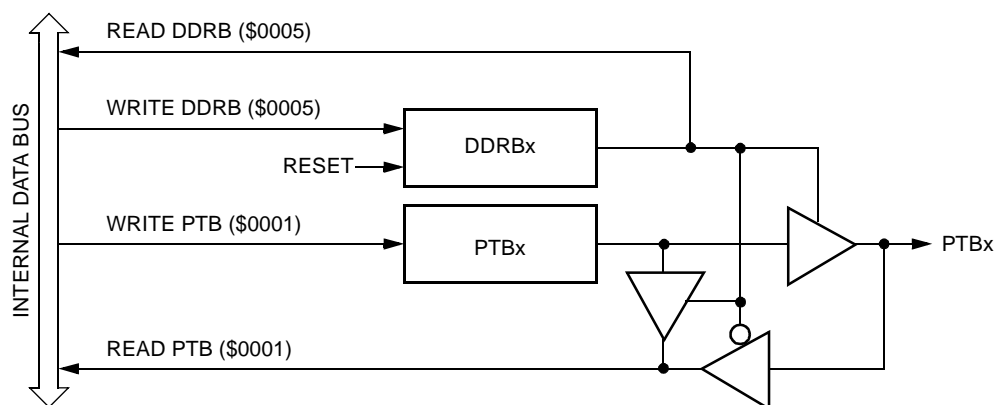 READ DDRB ($0005)
WRITE DDRB ($0005)
DDRBx
RESET
WRITE PTB ($0001)
PTBx
PTBx
READ PTB ($0001)
INTERNAL DATA BUS